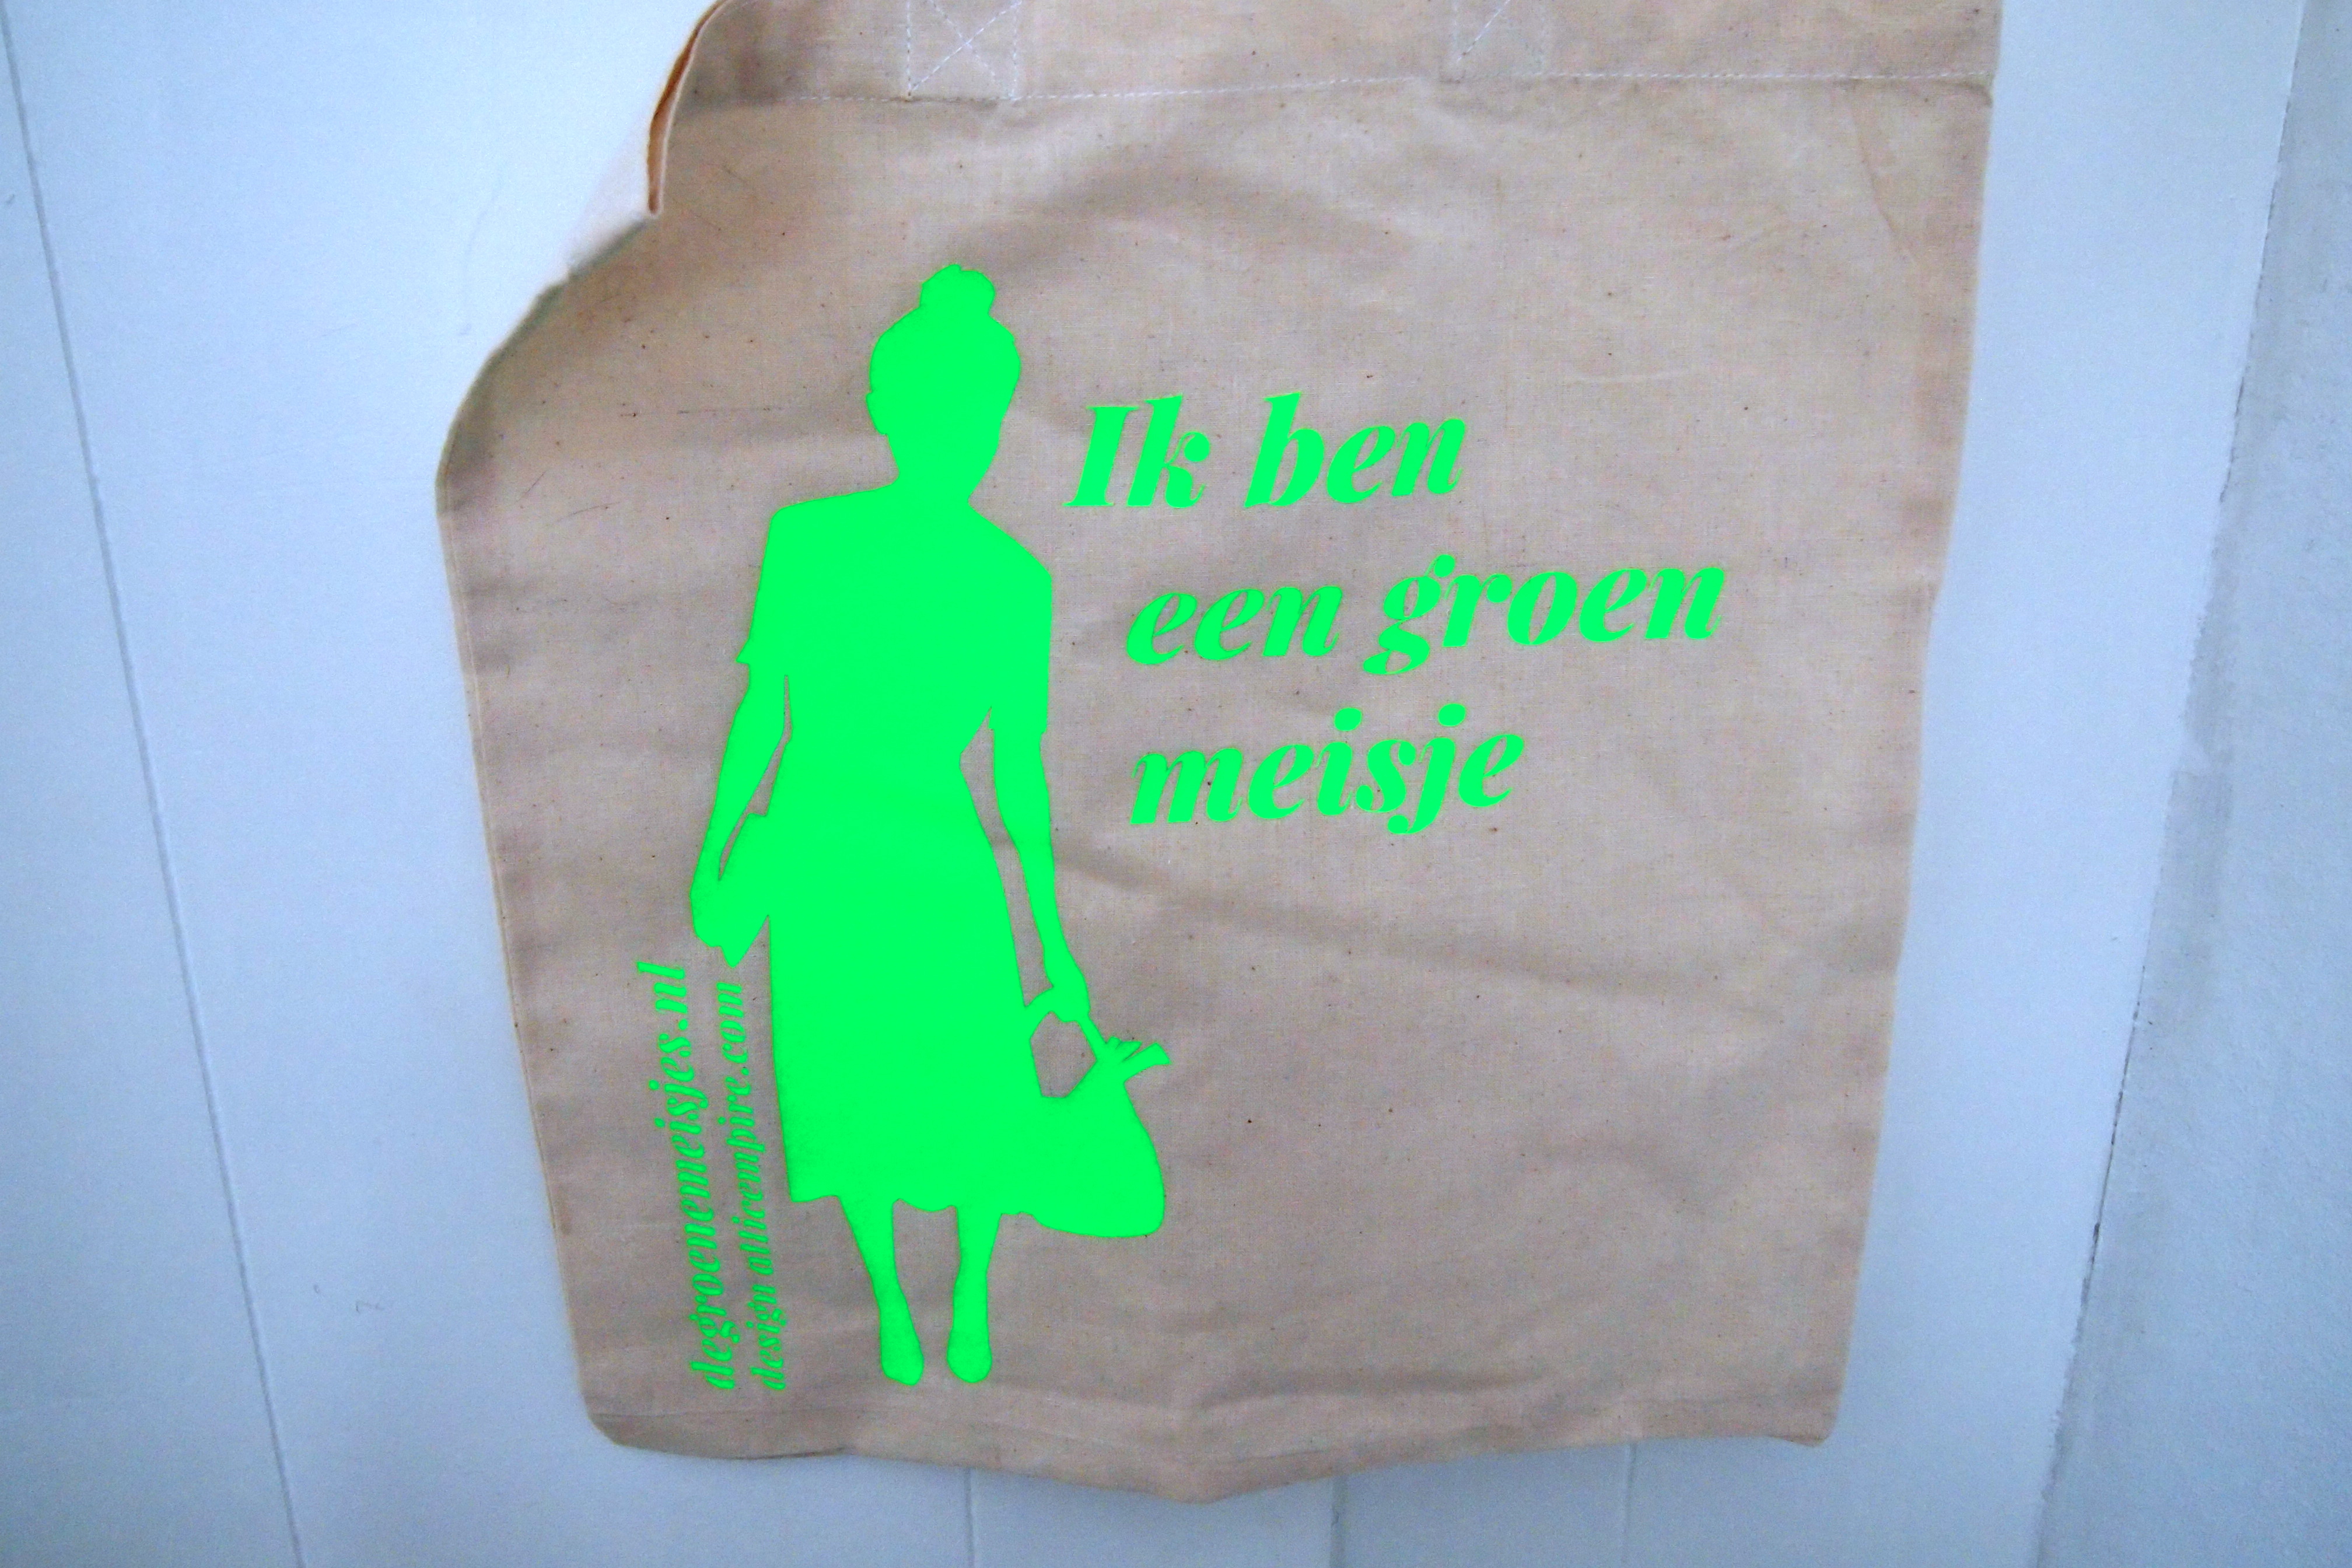 Ik ben
een groen
meisje
degroenemeisjes.nl
design atticempire.com